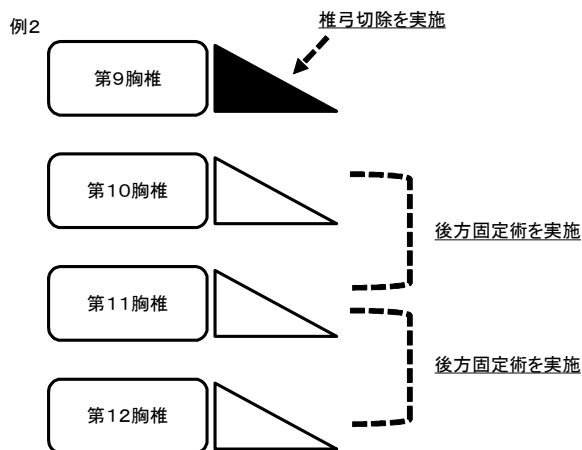 例2
椎弓切除を実施
第9胸椎
第10胸椎
後方固定術を実施
第11胸椎
後方固定術を実施
第12胸椎